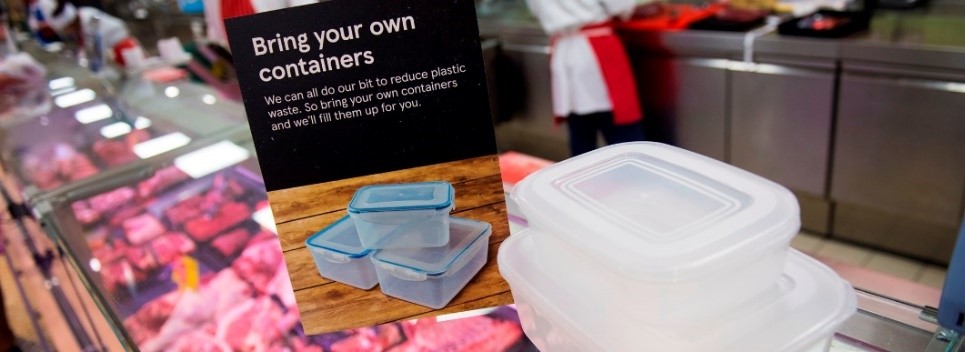 Bring your own
containers
We can all do our bit to reduce plastic
waste. So bring your own containers
and we'll fill them up for you.